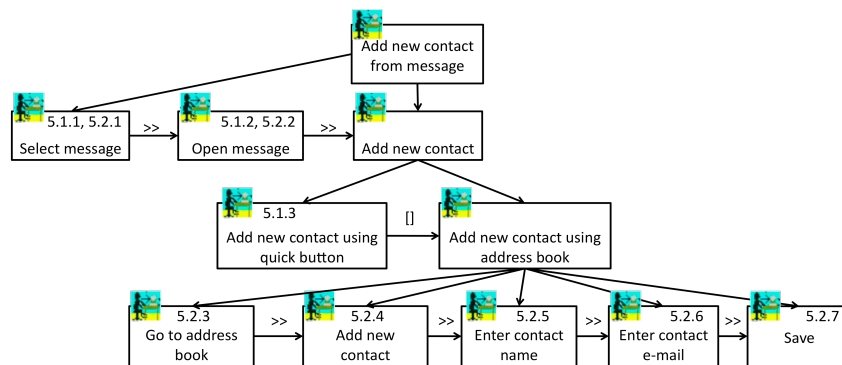 Add new contact
from message
5.1.1, 5.2.1
Select message
>>
5.1.2, 5.2.2
Open message
>>
Add new contact
5.1.3
Add new contact using
quick button
[]
Add new contact using
address book
5.2.3
Go to address
book
>>
5.2.4
Add new
contact
>>
5.2.5
Enter contact
name
>>
5.2.6
Enter contact
e-mail
>>
5.2.7
Save